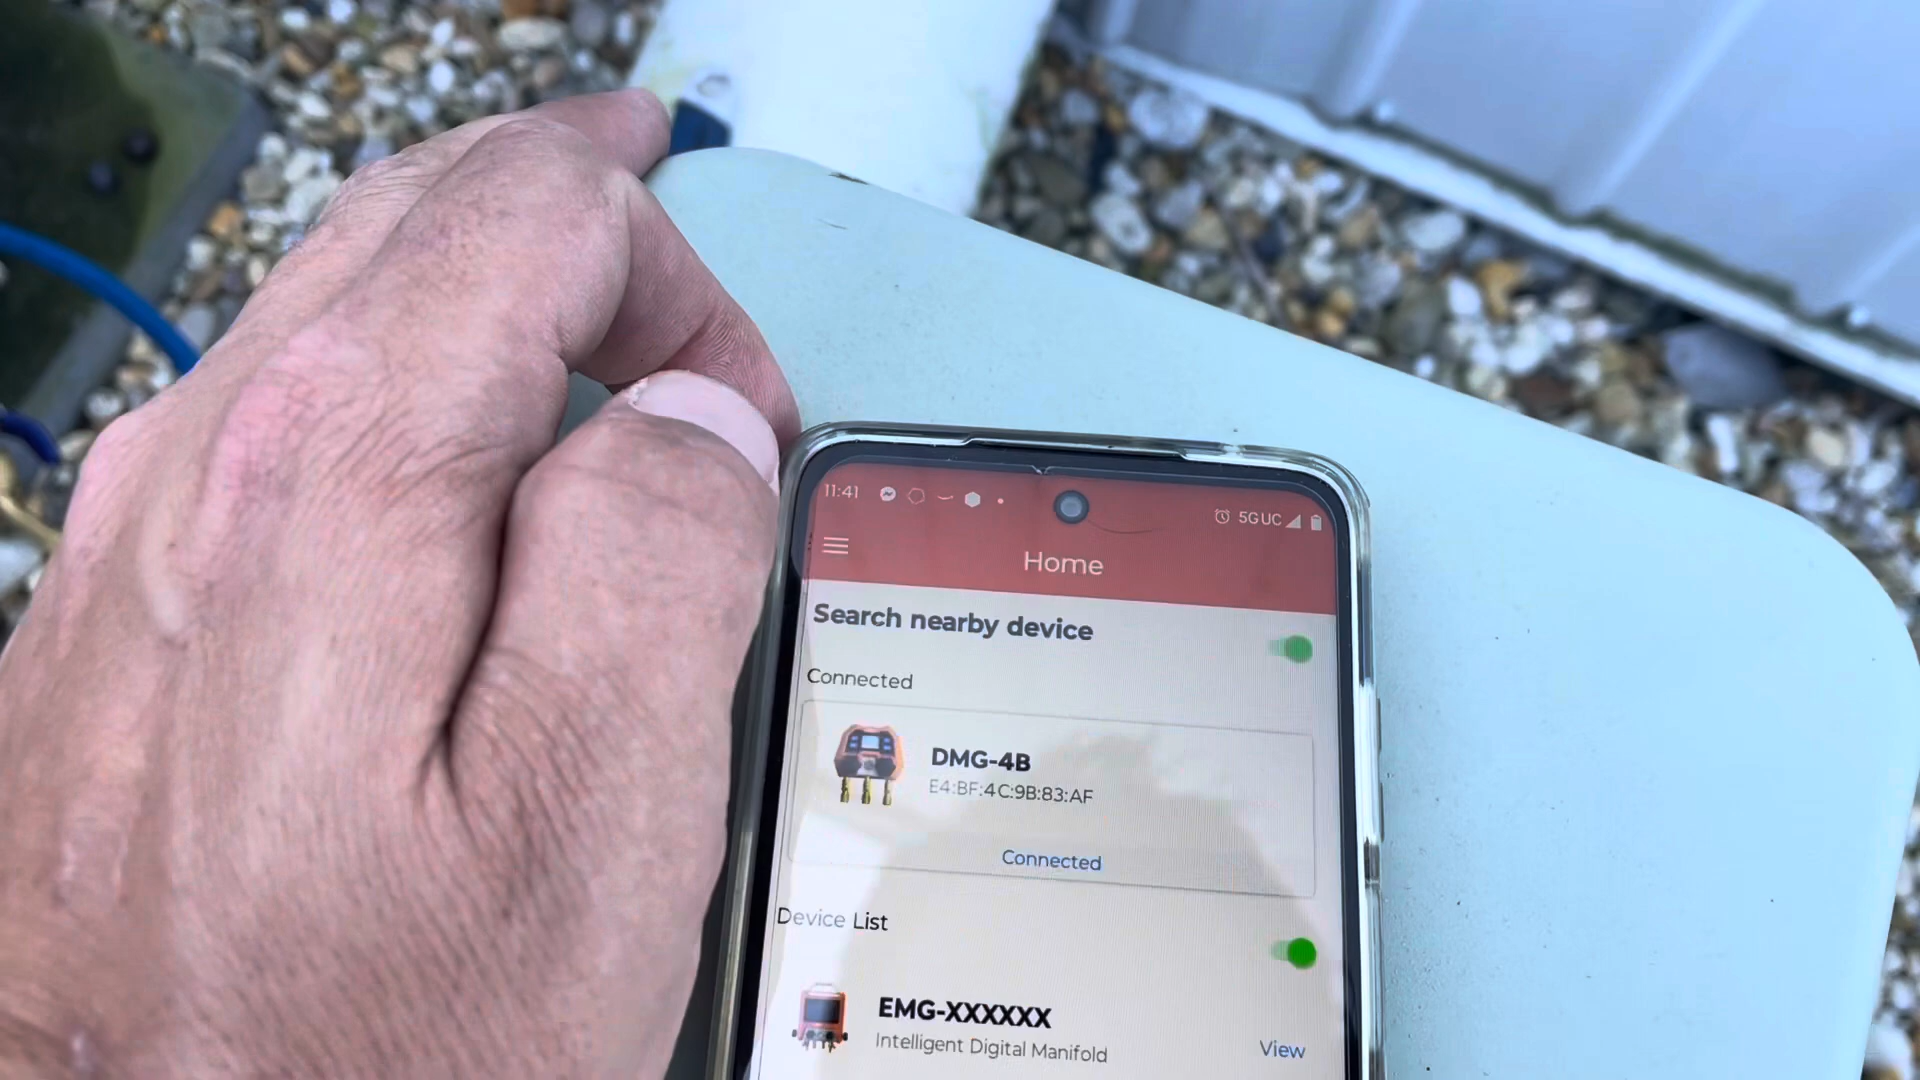 11:41
5G UC
Home
Search nearby device
Connected
DMG-4B
E4:BF:4C:9B:83:AF
Connected
Device List
EMG-XXXXXX
Intelligent Digital Manifold
View